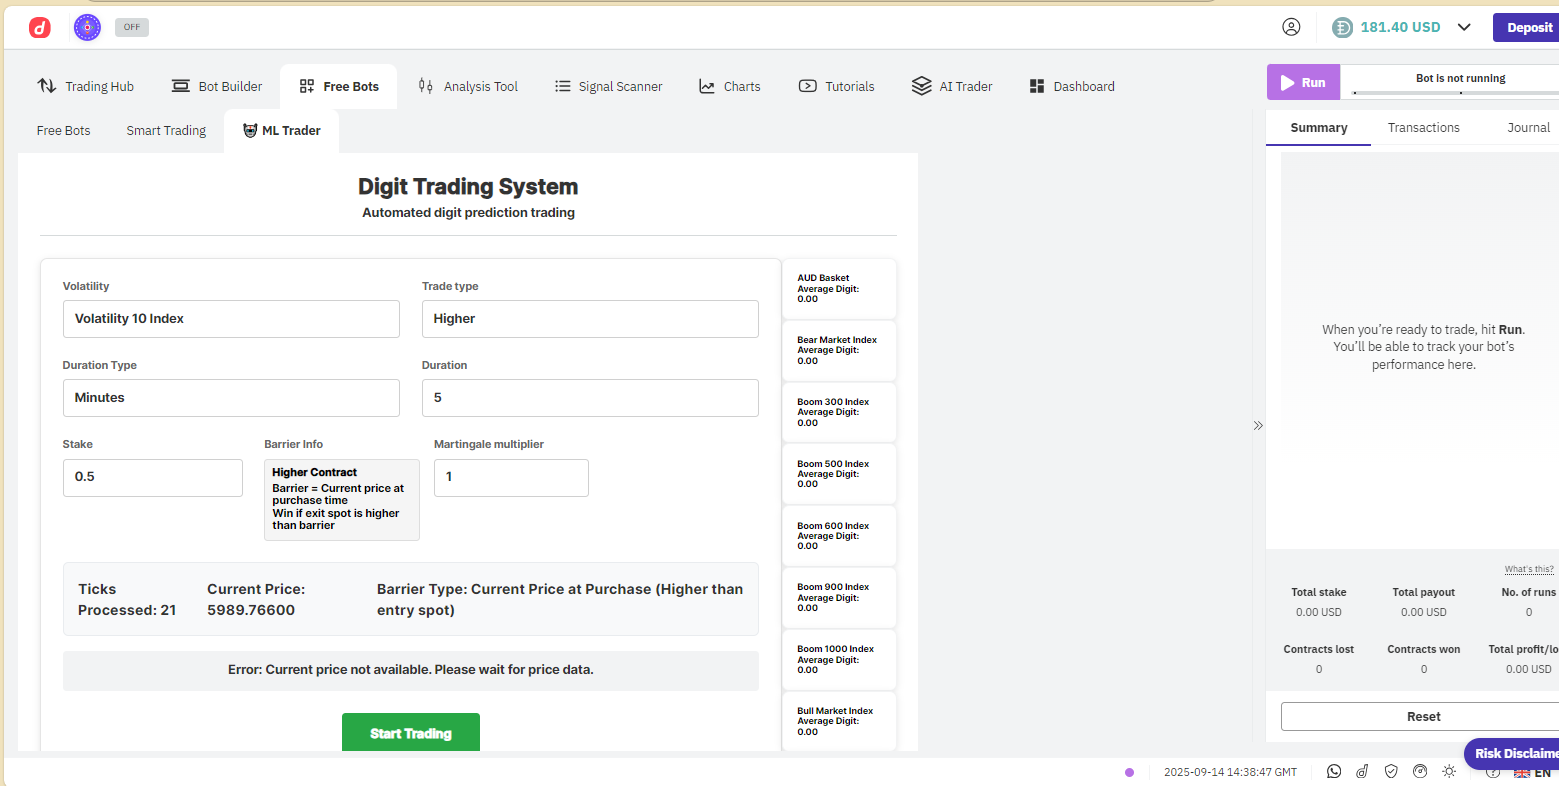 d
OFF
181.40 USD
Deposit
Trading Hub
Bot Builder
Free Bots
Analysis Tool
Signal Scanner
Charts
Tutorials
AI Trader
Dashboard
Run
Bot is not running
Free Bots
Smart Trading
ML Trader
Summary
Transactions
Journal
Digit Trading System
Automated digit prediction trading
Volatility
Volatility 10 Index
Trade type
Higher
Duration Type
Minutes
Duration
5
Stake
0.5
Barrier Info
Higher Contract
Barrier = Current price at
purchase time
Win if exit spot is higher
than barrier
Martingale multiplier
1
Ticks
Processed: 21
Current Price:
5989.76600
Barrier Type: Current Price at Purchase (Higher than
entry spot)
Error: Current price not available. Please wait for price data.
Start Trading
AUD Basket
Average Digit:
0.00
Bear Market Index
Average Digit:
0.00
Boom 300 Index
Average Digit:
0.00
Boom 500 Index
Average Digit:
0.00
Boom 600 Index
Average Digit:
0.00
Boom 900 Index
Average Digit:
0.00
Boom 1000 Index
Average Digit:
0.00
Bull Market Index
Average Digit:
0.00
When you're ready to trade, hit Run.
You'll be able to track your bot's
performance here.
What's this?
Total stake
0.00 USD
Total payout
0.00 USD
No. of runs
0
Contracts lost
0
Contracts won
0
Total profit/lo
0.00 USD
Reset
Risk Disclaime
2025-09-14 14:38:47 GMT
EN